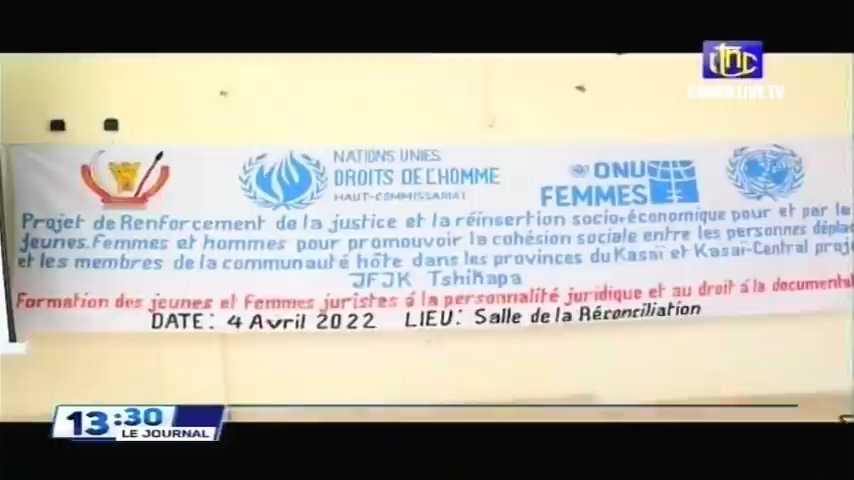 CONGO LIVE TV
NATIONS UNIES
DROITS DE L'HOMME
HAUT-COMMISSARIAT
ONU
FEMMES
Projet de Renforcement de la justice et la réinsertion socio-économique pour et par le
jeunes. Femmes et hommes pour promouvoir la cohésion sociale entre les personnes déplac
et les membres de la communauté hôte dans les provinces du Kasaï et Kasaï-Central proj
JFJK Tshikapa
Formation des jeunes et Femmes juristes à la personnalité juridique et au droit à la documentat
DATE: 4 Avril 2022 LIEU: Salle de la Réconciliation
13:30
LE JOURNAL